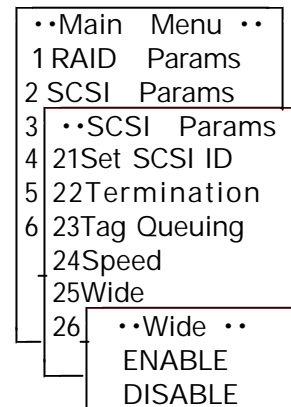 ··Main Menu ··
1 RAID Params
2 SCSI Params
3 ··SCSI Params
4 21Set SCSI ID
5 22Termination
6 23Tag Queuing
24Speed
25Wide
26 ··Wide ··
ENABLE
DISABLE